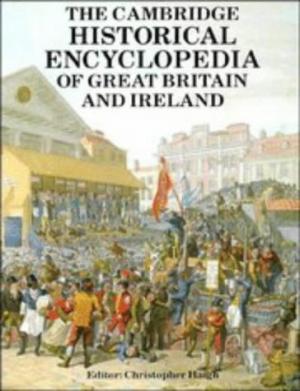 THE CAMBRIDGE
HISTORICAL
ENCYCLOPEDIA
OF GREAT BRITAIN
AND IRELAND
Editor: Christopher Haigh